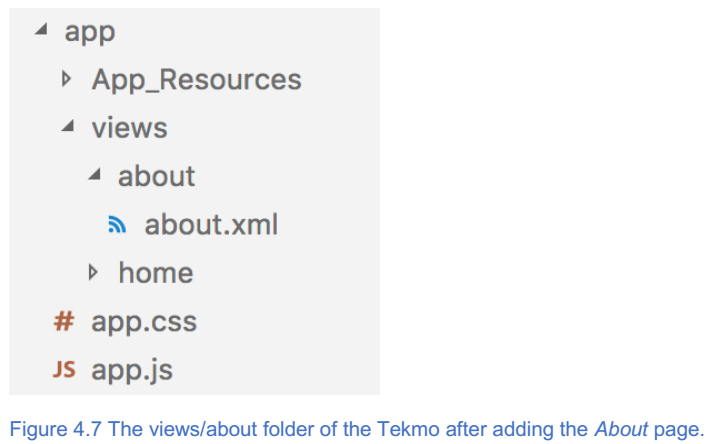 app
App_Resources
views
about
about.xml
home
# app.css
JS app.js
Figure 4.7 The views/about folder of the Tekmo after adding the About page.